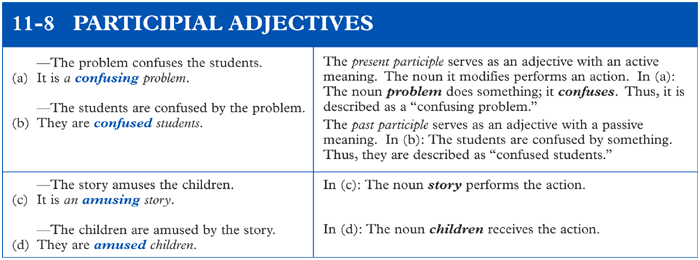 11-8 PARTICIPIAL ADJECTIVES
—The problem confuses the students.
(a) It is a confusing problem.
—The students are confused by the problem.
(b) They are confused students.
The present participle serves as an adjective with an active
meaning. The noun it modifies performs an action. In (a):
The noun problem does something; it confuses. Thus, it is
described as a “confusing problem.”
The past participle serves as an adjective with a passive
meaning. In (b): The students are confused by something.
Thus, they are described as “confused students.”
—The story amuses the children.
(c) It is an amusing story.
—The children are amused by the story.
(d) They are amused children.
In (c): The noun story performs the action.
In (d): The noun children receives the action.